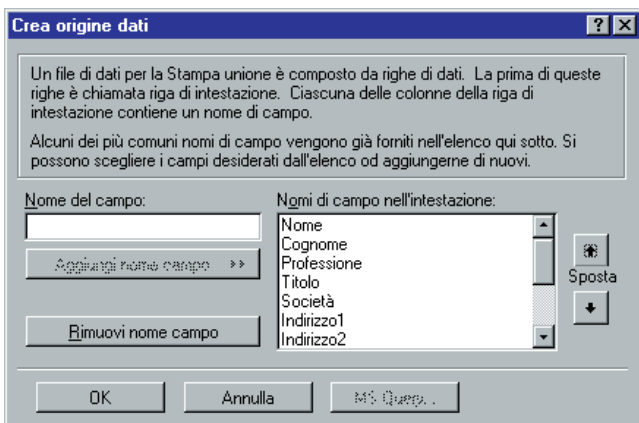 Crea origine dati
Un file di dati per la Stampa unione è composto da righe di dati. La prima di queste
righe è chiamata riga di intestazione. Ciascuna delle colonne della riga di
intestazione contiene un nome di campo.
Alcuni dei più comuni nomi di campo vengono già forniti nell'elenco qui sotto. Si
possono scegliere i campi desiderati dall'elenco od aggiungerne di nuovi.
Nome del campo:
Nomi di campo nell'intestazione:
Aggiungi nome campo >>
Rimuovi nome campo
Nome
Cognome
Professione
Titolo
Società
Indirizzo1
Indirizzo2
Sposta
OK
Annulla
MS Query...